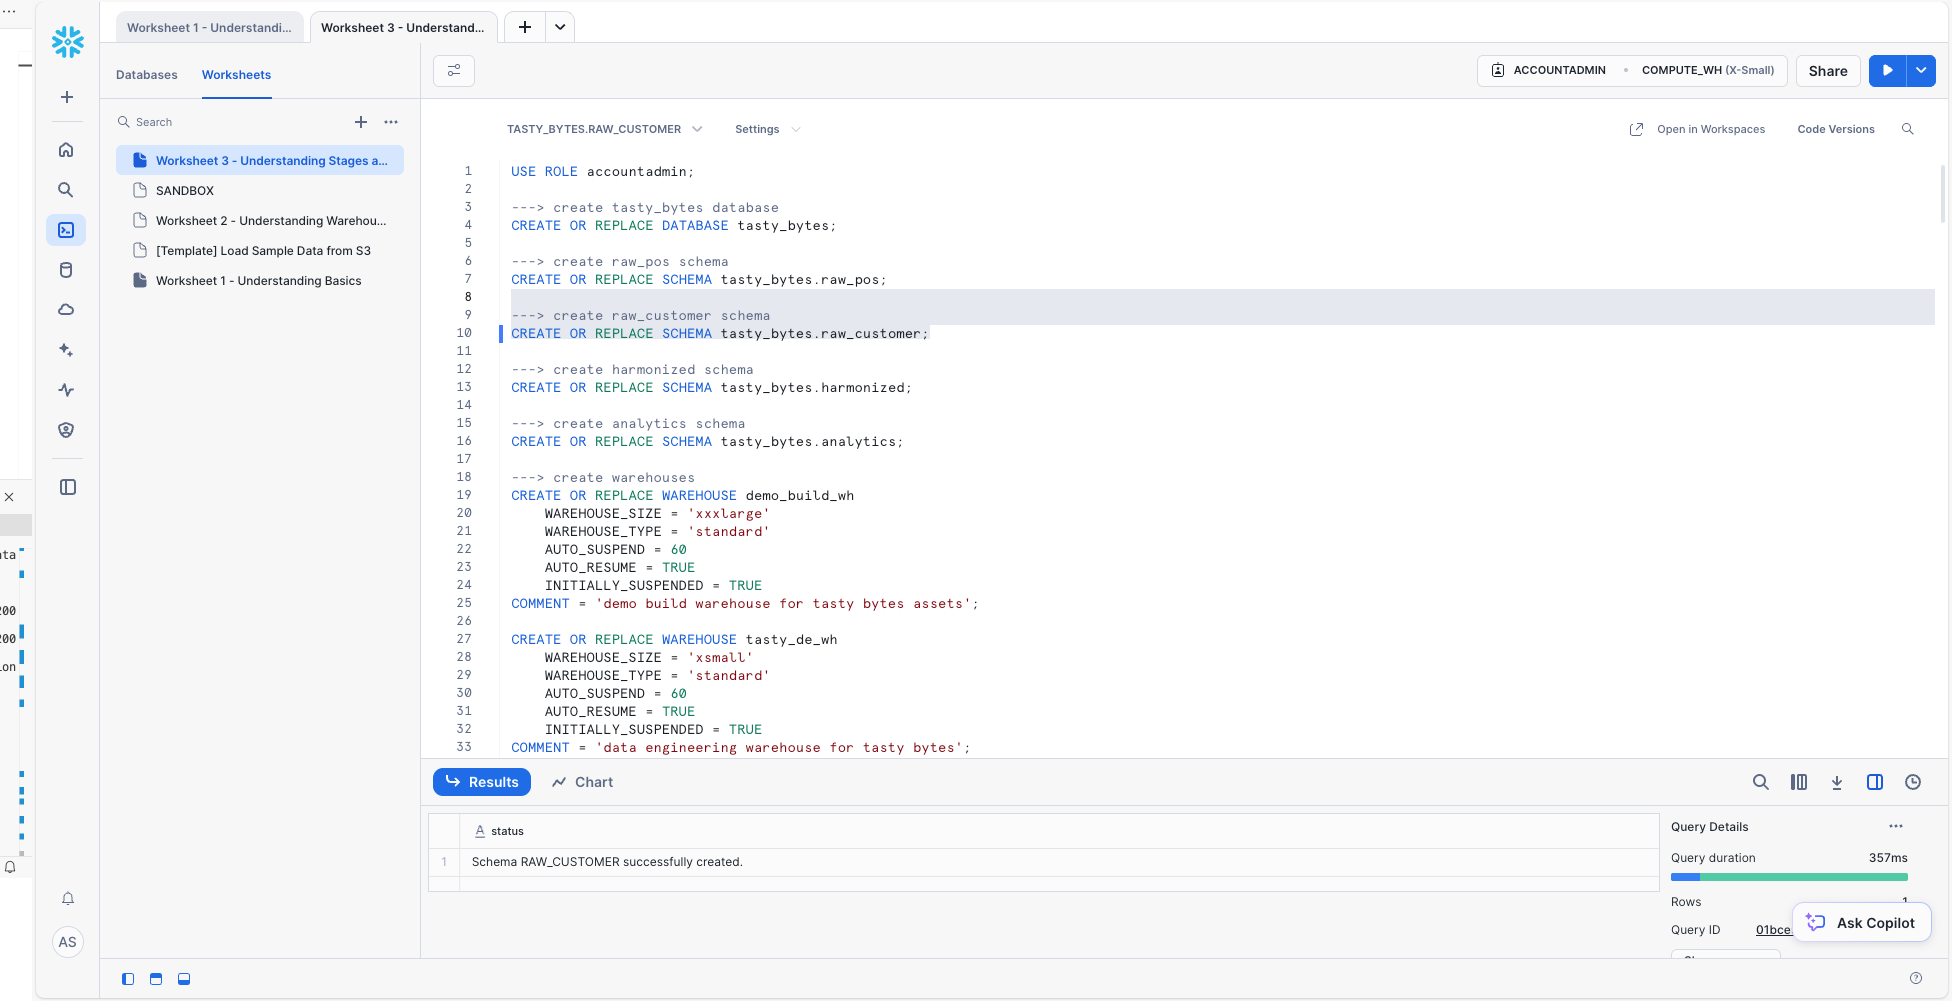 Worksheet 1 - Understandi...
Worksheet 3 - Understand...
Databases
Worksheets
ACCOUNTADMIN
COMPUTE_WH (X-Small)
Share
Search
Worksheet 3 - Understanding Stages a...
SANDBOX
Worksheet 2 - Understanding Warehou...
[Template] Load Sample Data from S3
Worksheet 1 - Understanding Basics
TASTY_BYTES.RAW_CUSTOMER
Settings
Open in Workspaces
Code Versions
1 USE ROLE accountadmin;
2
3 ---> create tasty_bytes database
4 CREATE OR REPLACE DATABASE tasty_bytes;
5
6 ---> create raw_pos schema
7 CREATE OR REPLACE SCHEMA tasty_bytes.raw_pos;
8
9 ---> create raw_customer schema
10 CREATE OR REPLACE SCHEMA tasty_bytes.raw_customer;
11
12 ---> create harmonized schema
13 CREATE OR REPLACE SCHEMA tasty_bytes.harmonized;
14
15 ---> create analytics schema
16 CREATE OR REPLACE SCHEMA tasty_bytes.analytics;
17
18 ---> create warehouses
19 CREATE OR REPLACE WAREHOUSE demo_build_wh
20 WAREHOUSE_SIZE = 'xxxlarge'
21 WAREHOUSE_TYPE = 'standard'
22 AUTO_SUSPEND = 60
23 AUTO_RESUME = TRUE
24 INITIALLY_SUSPENDED = TRUE
25 COMMENT = 'demo build warehouse for tasty bytes assets';
26
27 CREATE OR REPLACE WAREHOUSE tasty_de_wh
28 WAREHOUSE_SIZE = 'xsmall'
29 WAREHOUSE_TYPE = 'standard'
30 AUTO_SUSPEND = 60
31 AUTO_RESUME = TRUE
32 INITIALLY_SUSPENDED = TRUE
33 COMMENT = 'data engineering warehouse for tasty bytes';
ata
200
200
ion
Results
Chart
A status
1 Schema RAW_CUSTOMER successfully created.
Query Details
Query duration 357ms
Rows 1
Query ID 01bce
Ask Copilot
AS